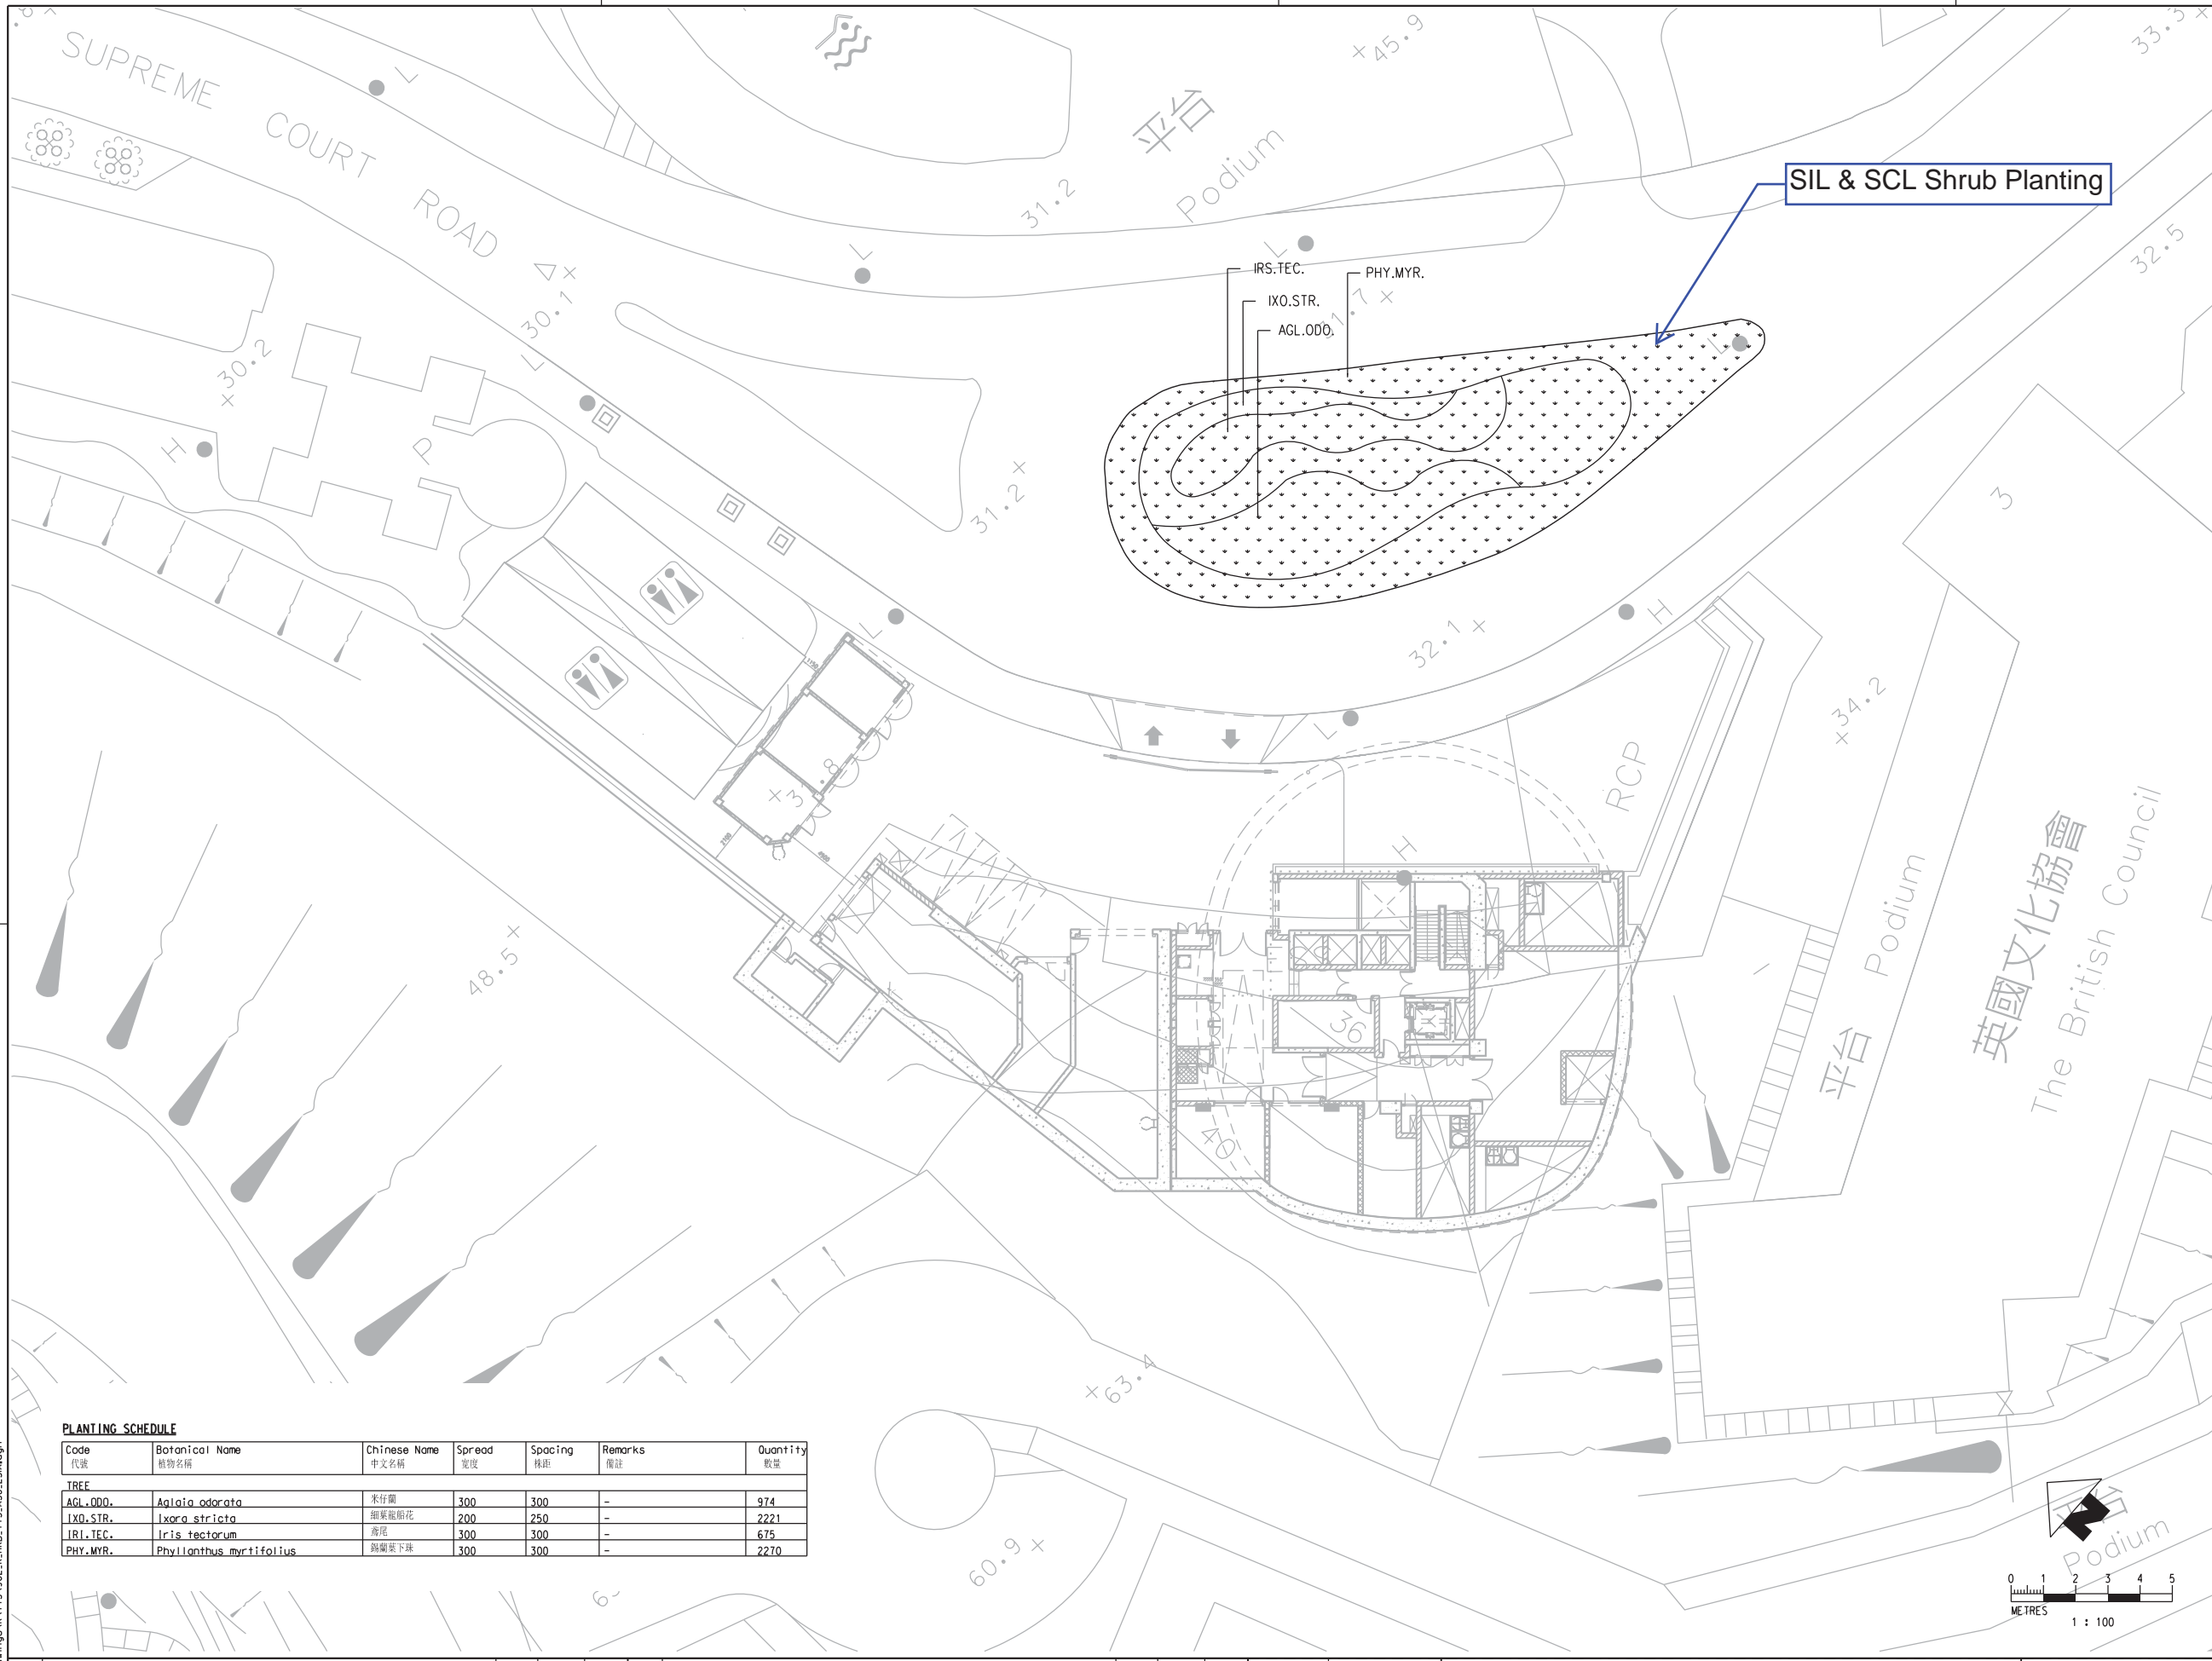 SUPREME COURT ROAD
L
平台
Podium
45.9
33.3
31.2
SIL & SCL Shrub Planting
L
L
32.5
IRS.TEC.
PHY.MYR.
IXO.STR.
AGL.ODO.
30.1
L
L
30.2
P
H
31.2
3
L
H
32.1
34.2
L
RCP
H
48.5
36
40
平台
Podium
英國文化協會
The British Council
63.4
60.9
平台
Podium
PLANTING SCHEDULE
Code Botanical Name Chinese Name Spread Spacing Remarks Quantity
代號 植物名稱 中文名稱 宽度 株距 備註 數量
TREE
AGL.ODO. Aglaia odorata 米仔蘭 300 300 - 974
IXO.STR. Ixora stricta 細葉龍船花 200 250 - 2221
IRI.TEC. Iris tectorum 鳶尾 300 300 - 675
PHY.MYR. Phyllanthus myrtifolius 錫蘭葉下珠 300 300 - 2270
0 1 2 3 4 5
METRES
1 : 100